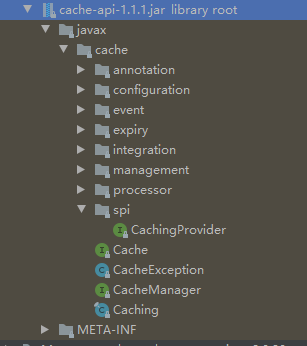 cache-api-1.1.1.jar library root
javax
cache
annotation
configuration
event
expiry
integration
management
processor
spi
CachingProvider
Cache
CacheException
CacheManager
Caching
META-INF